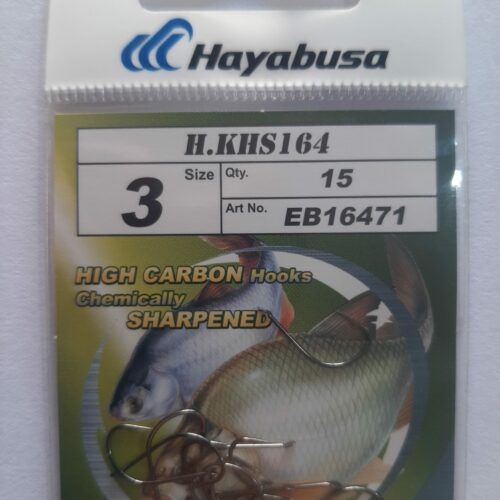 Hayabusa
H.KHS164
3 Size Qty. 15
Art No. EB16471
HIGH CARBON Hooks
Chemically
SHARPENED